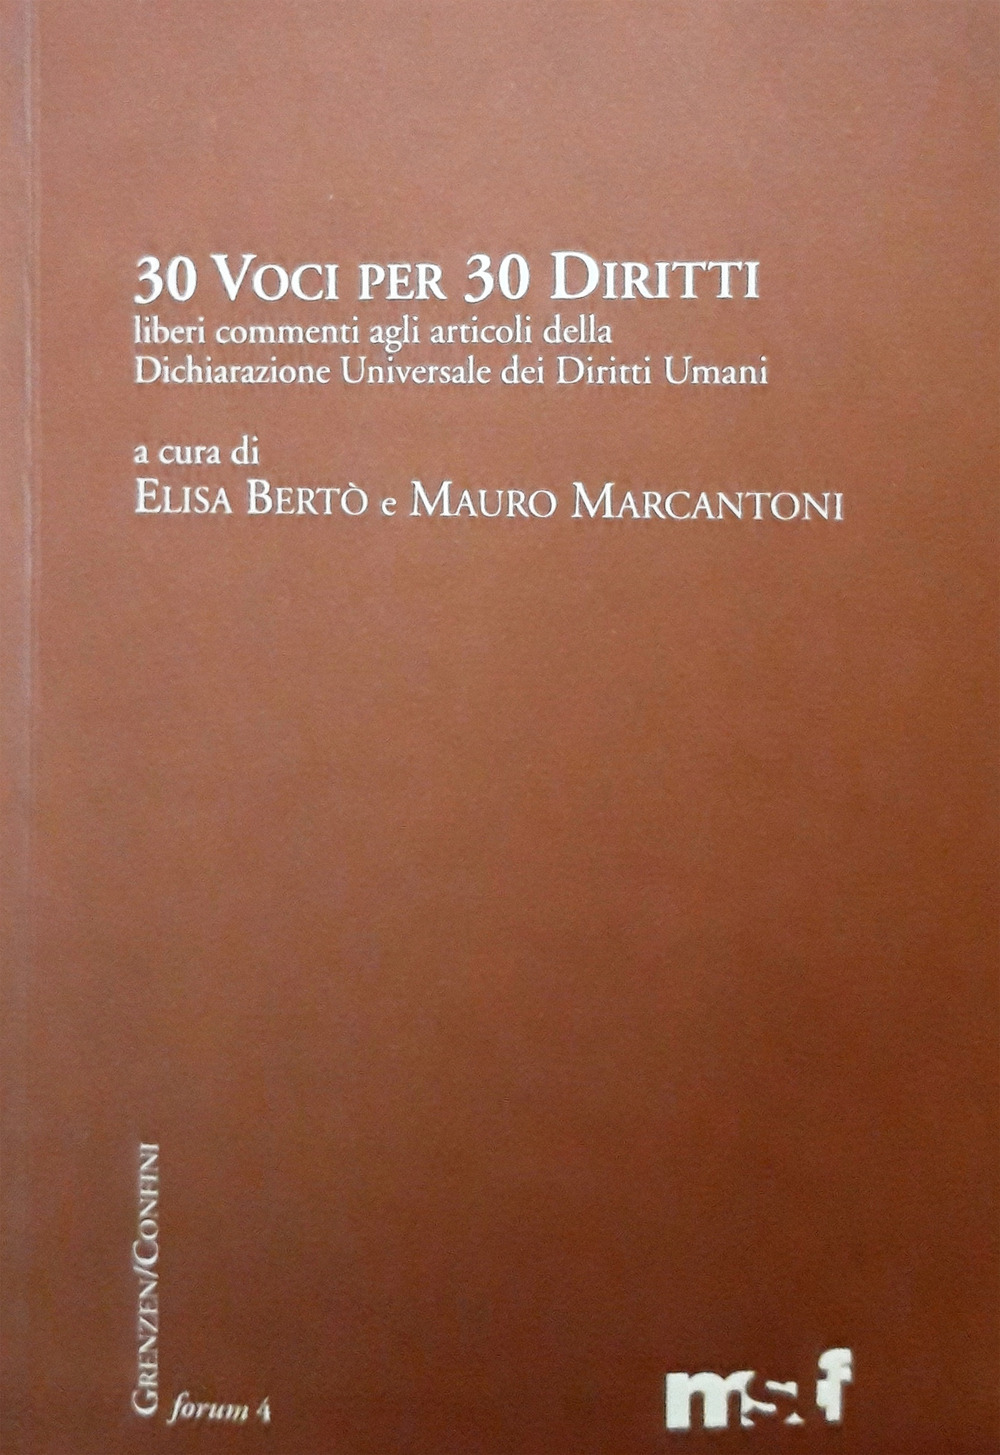 30 VOCI PER 30 DIRITTI
liberi commenti agli articoli della
Dichiarazione Universale dei Diritti Umani
a cura di
ELISA BERTÒ e MAURO MARCANTONI
GRENZEN/CONFINI
forum 4
msf